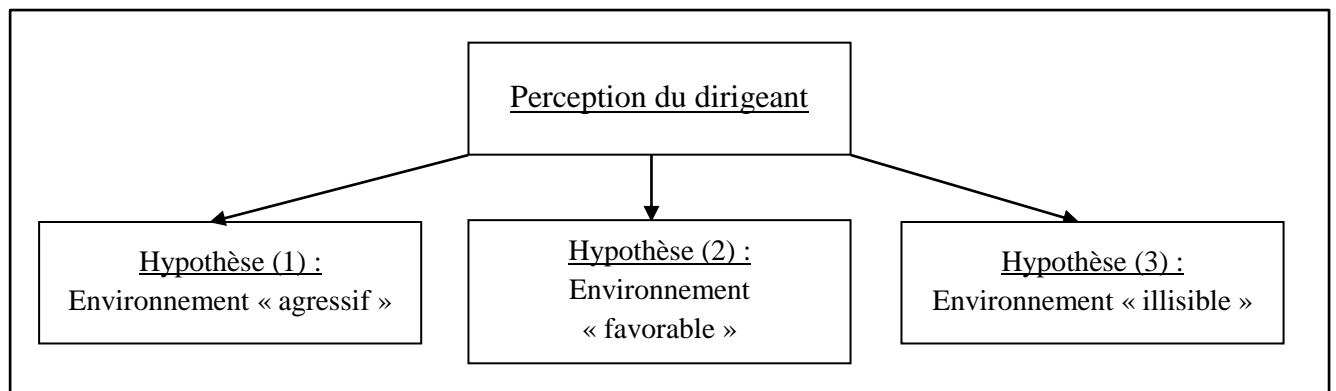 Perception du dirigeant
Hypothèse (1) :
Environnement « agressif »
Hypothèse (2) :
Environnement
« favorable »
Hypothèse (3) :
Environnement « illisible »